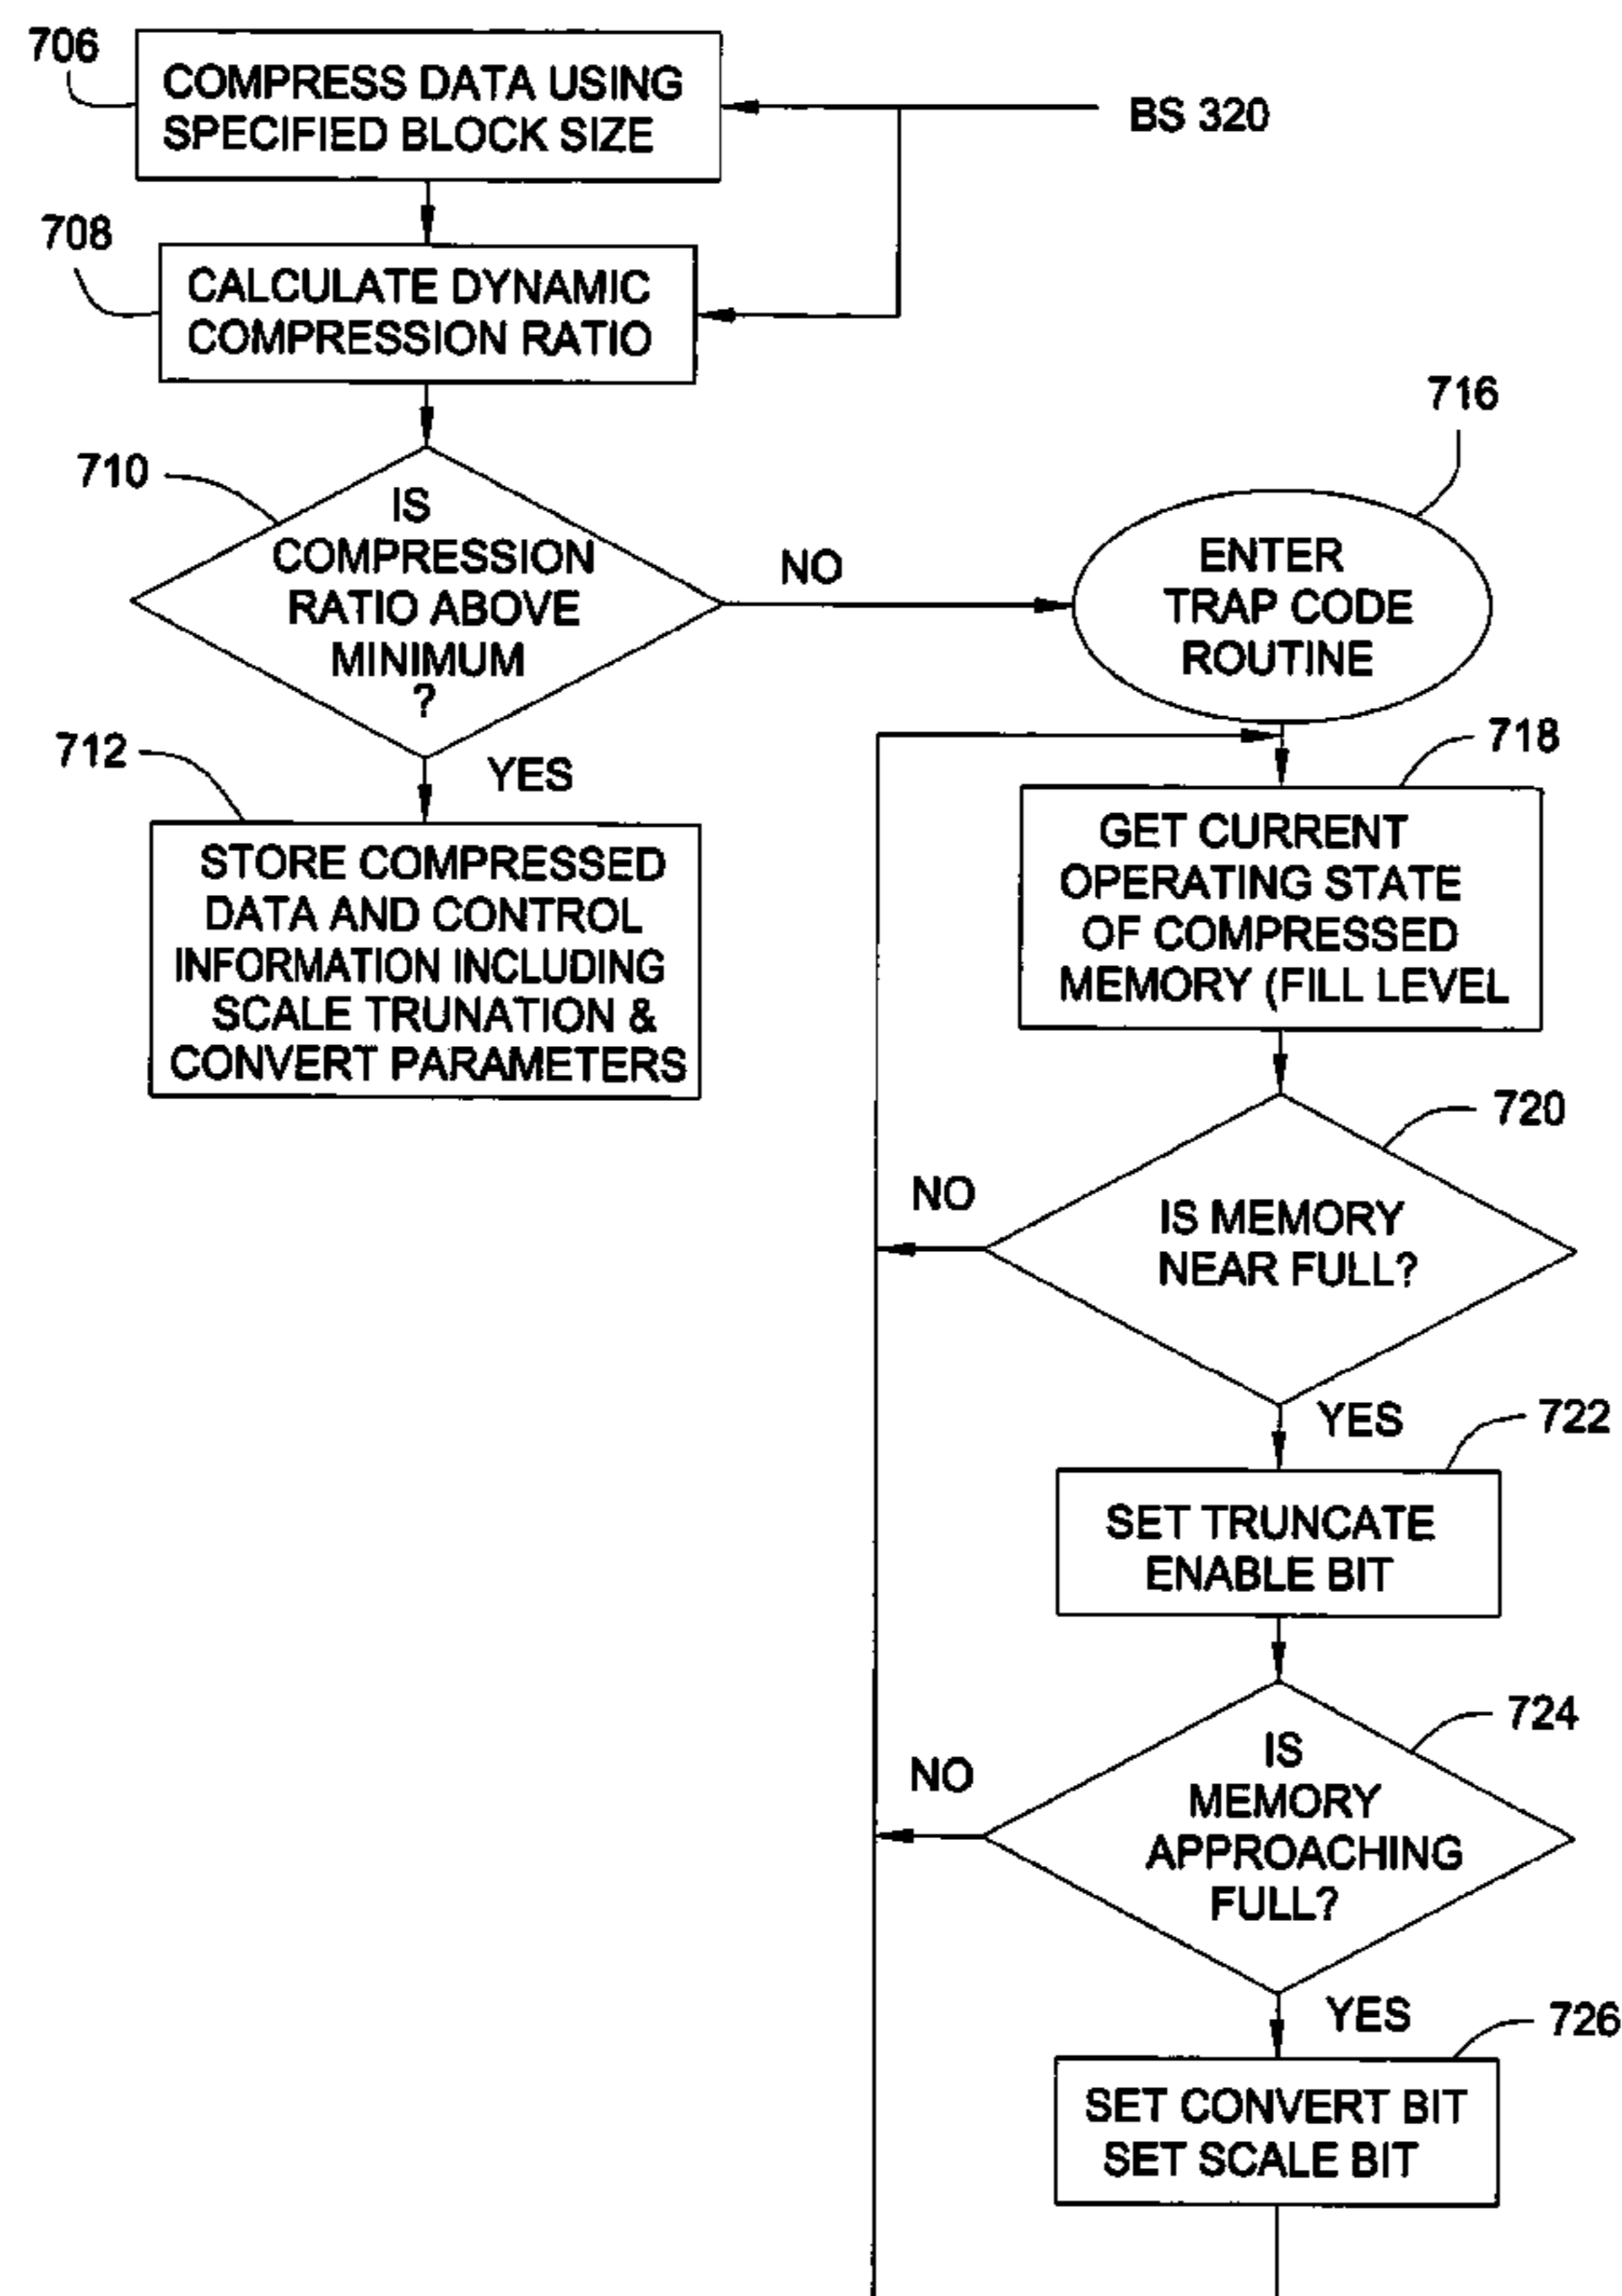 706
COMPRESS DATA USING
SPECIFIED BLOCK SIZE
BS 320
708
CALCULATE DYNAMIC
COMPRESSION RATIO
710
IS
COMPRESSION
RATIO ABOVE
MINIMUM
?
NO
YES
712
STORE COMPRESSED
DATA AND CONTROL
INFORMATION INCLUDING
SCALE TRUNATION &
CONVERT PARAMETERS
716
ENTER
TRAP CODE
ROUTINE
718
GET CURRENT
OPERATING STATE
OF COMPRESSED
MEMORY (FILL LEVEL
720
IS MEMORY
NEAR FULL?
NO
YES
722
SET TRUNCATE
ENABLE BIT
724
IS
MEMORY
APPROACHING
FULL?
NO
YES
726
SET CONVERT BIT
SET SCALE BIT